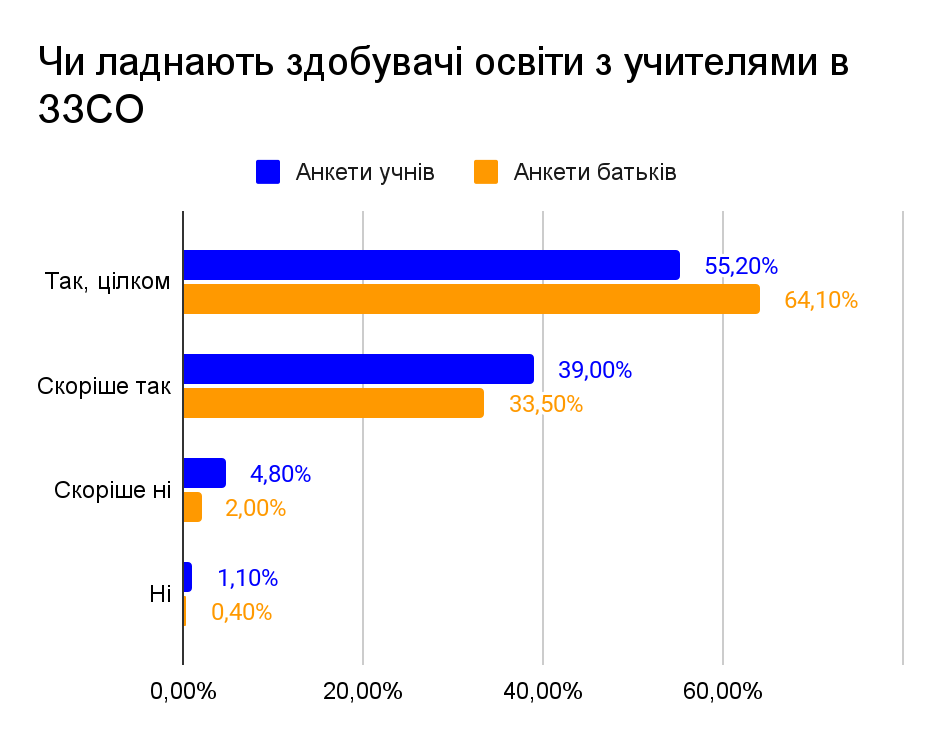 Чи ладнають здобувачі освіти з учителями в
ЗЗСО
Анкети учнів
Анкети батьків
Так, цілком
55,20%
64,10%
Скоріше так
39,00%
33,50%
Скоріше ні
4,80%
2,00%
Ні
1,10%
0,40%
0,00%
20,00%
40,00%
60,00%